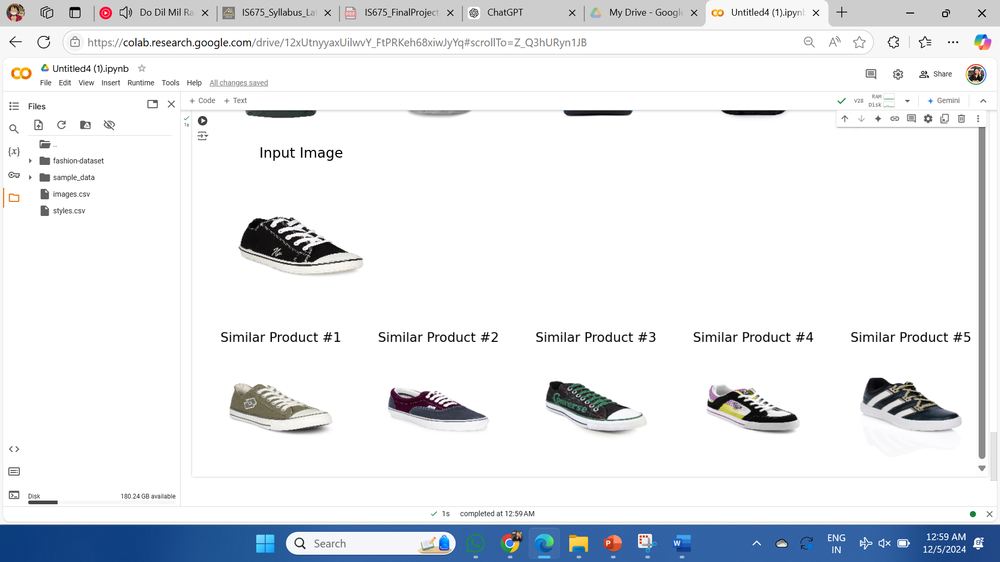 Do Dil Mil Ra
IS675_Syllabus_Lat
IS675_FinalProject_
ChatGPT
My Drive - Google
Untitled4 (1).ipynb
https://colab.research.google.com/drive/12xUtnyyaxUilwvY_FtPRKeh68xiwJyYq#scrollTo=Z_Q3hURyn1JB
Untitled4 (1).ipynb
File Edit View Insert Runtime Tools Help All changes saved
Share
Files
+ Code + Text
V28
RAM
Disk
Gemini
1s
..
fashion-dataset
sample_data
images.csv
styles.csv
{x}
Input Image
Similar Product #1 Similar Product #2 Similar Product #3 Similar Product #4 Similar Product #5
Converse
Disk 180.24 GB available
1s completed at 12:59 AM
Search
ENG
IN
12:59 AM
12/5/2024